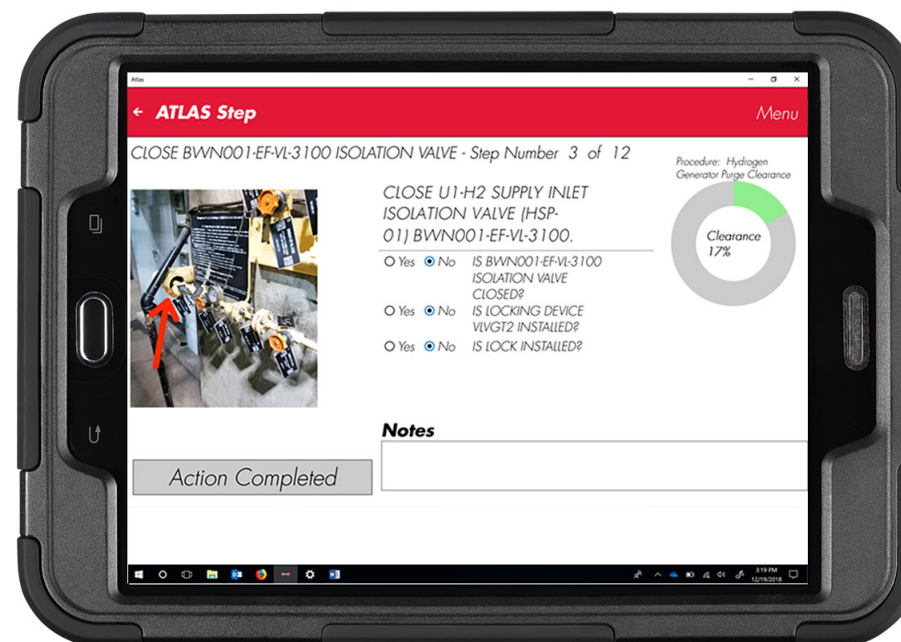 Atlas
← ATLAS Step
Menu
CLOSE BWN001-EF-VL-3100 ISOLATION VALVE - Step Number 3 of 12
Procedure: Hydrogen
Generator Purge Clearance
Clearance
17%
CLOSE U1-H2 SUPPLY INLET
ISOLATION VALVE (HSP-
01) BWN001-EF-VL-3100.
Yes No IS BWN001-EF-VL-3100
ISOLATION VALVE
CLOSED?
Yes No IS LOCKING DEVICE
VLVGT2 INSTALLED?
Yes No IS LOCK INSTALLED?
Notes
Action Completed
3:19 PM
12/19/2018